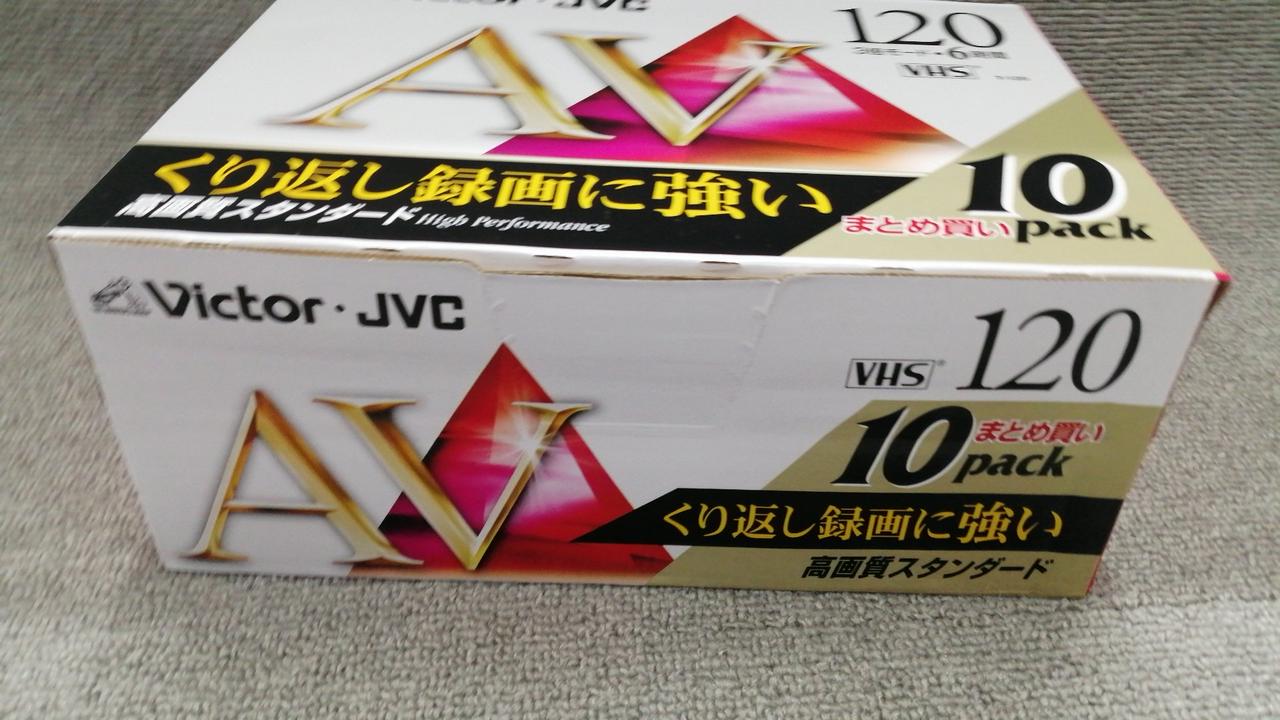 Victor · JVC
AV
120
3倍モード・6時間
VHS
くり返し録画に強い
高画質スタンダード High Performance
10
まとめ買い pack
Victor · JVC
AV
VHS® 120
10 まとめ買い
pack
くり返し録画に強い
高画質スタンダード